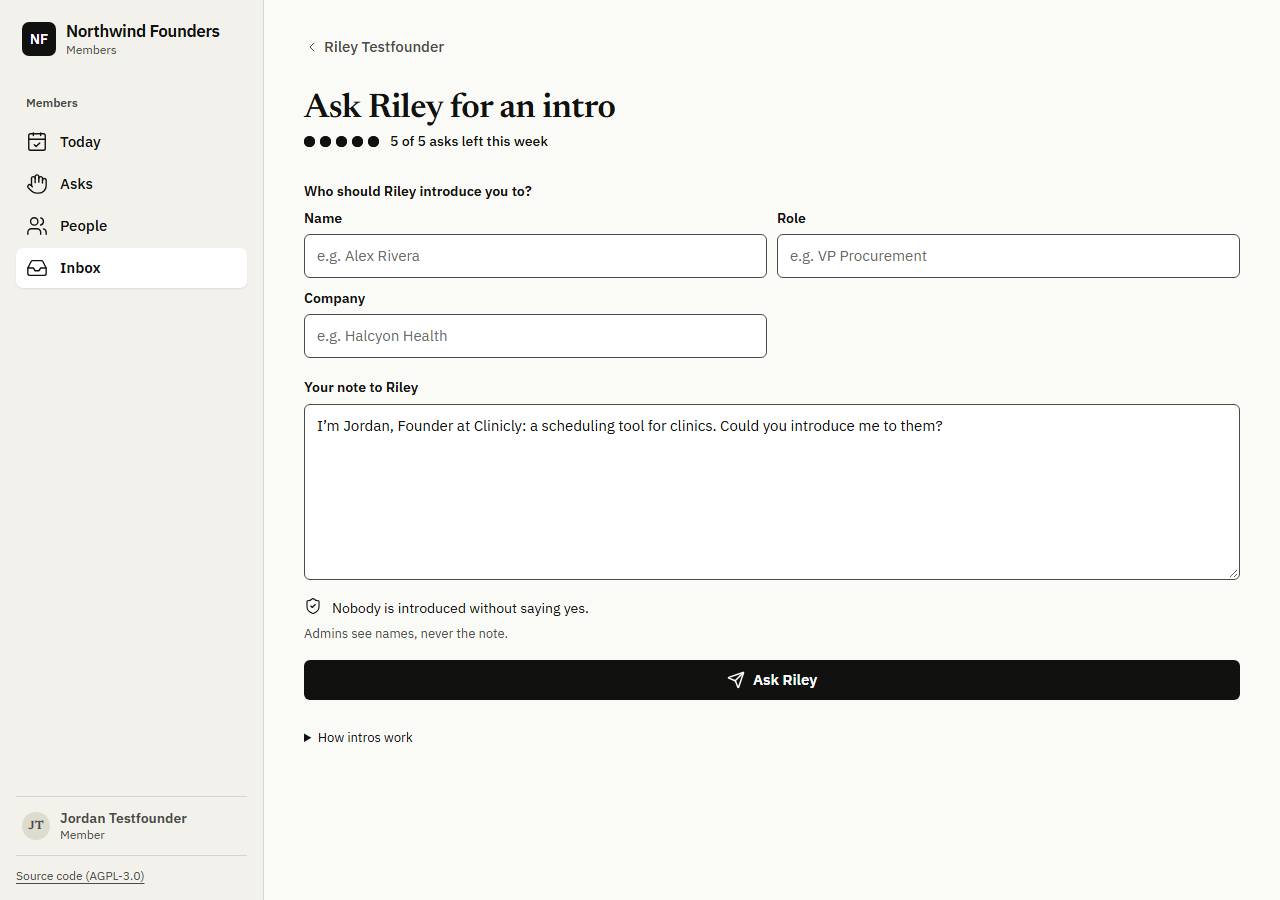 NF
Northwind Founders
Members
Members
Today
Asks
People
Inbox
Jordan Testfounder
JT
Member
Source code (AGPL-3.0)
Riley Testfounder
Ask Riley for an intro
5 of 5 asks left this week
Who should Riley introduce you to?
Name
Role
e.g. Alex Rivera
e.g. VP Procurement
Company
e.g. Halcyon Health
Your note to Riley
I’m Jordan, Founder at Clinicly: a scheduling tool for clinics. Could you introduce me to them?
Nobody is introduced without saying yes.
Admins see names, never the note.
Ask Riley
How intros work